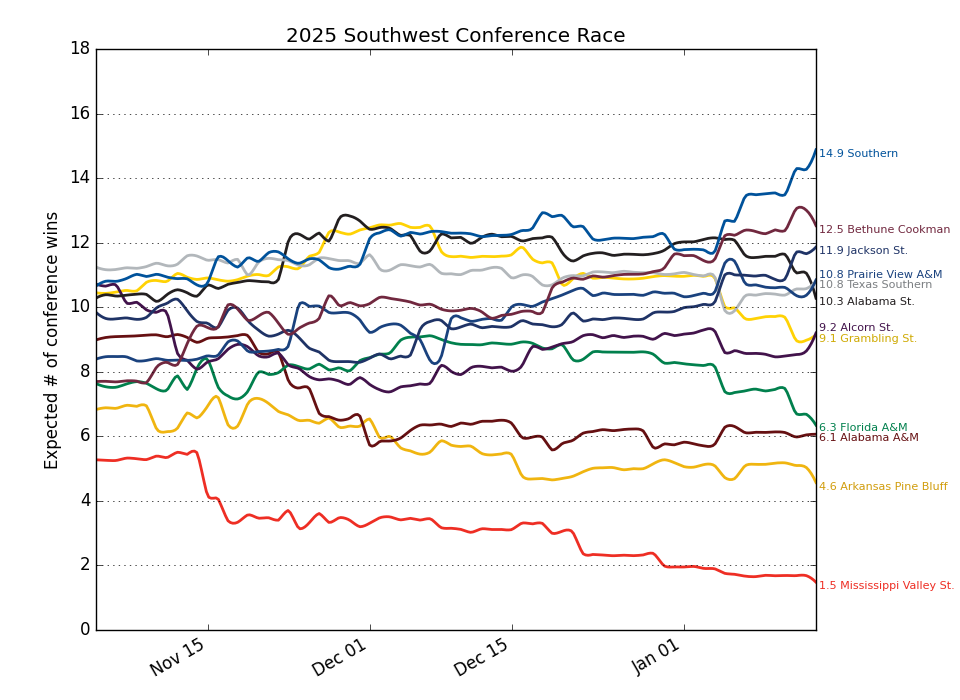 2025 Southwest Conference Race
Expected # of conference wins
18
16
14
12
10
8
6
4
2
0
Nov 15
Dec 01
Dec 15
Jan 01
14.9 Southern
12.5 Bethune Cookman
11.9 Jackson St.
10.8 Prairie View A&M
10.8 Texas Southern
10.3 Alabama St.
9.2 Alcorn St.
9.1 Grambling St.
6.3 Florida A&M
6.1 Alabama A&M
4.6 Arkansas Pine Bluff
1.5 Mississippi Valley St.